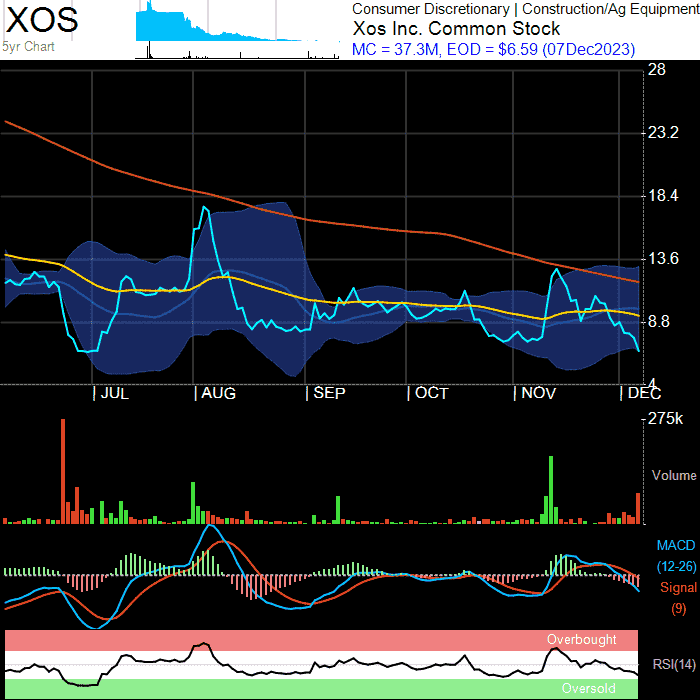 XOS
5yr Chart
Consumer Discretionary | Construction/Ag Equipment
Xos Inc. Common Stock
MC = 37.3M, EOD = $6.59 (07Dec2023)
28
23.2
18.4
13.6
8.8
4
JUL AUG SEP OCT NOV DEC
275k
Volume
MACD
(12-26)
Signal
(9)
Overbought
RSI(14)
Oversold